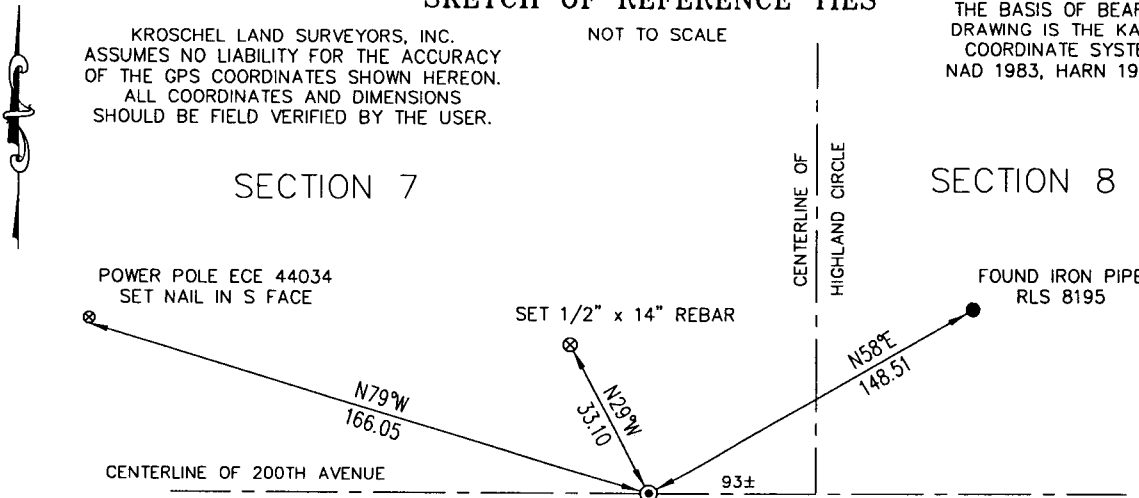 SKETCH OF REFERENCE TIES
NOT TO SCALE
KROSCHEL LAND SURVEYORS, INC.
ASSUMES NO LIABILITY FOR THE ACCURACY
OF THE GPS COORDINATES SHOWN HEREON.
ALL COORDINATES AND DIMENSIONS
SHOULD BE FIELD VERIFIED BY THE USER.
THE BASIS OF BEAR
DRAWING IS THE KA
COORDINATE SYSTE
NAD 1983, HARN 19
SECTION 7
CENTERLINE OF
HIGHLAND CIRCLE
SECTION 8
POWER POLE ECE 44034
SET NAIL IN S FACE
SET 1/2" x 14" REBAR
FOUND IRON PIPE
RLS 8195
N79°W
166.05
N29°W
33.10
N58°E
148.51
CENTERLINE OF 200TH AVENUE
93±